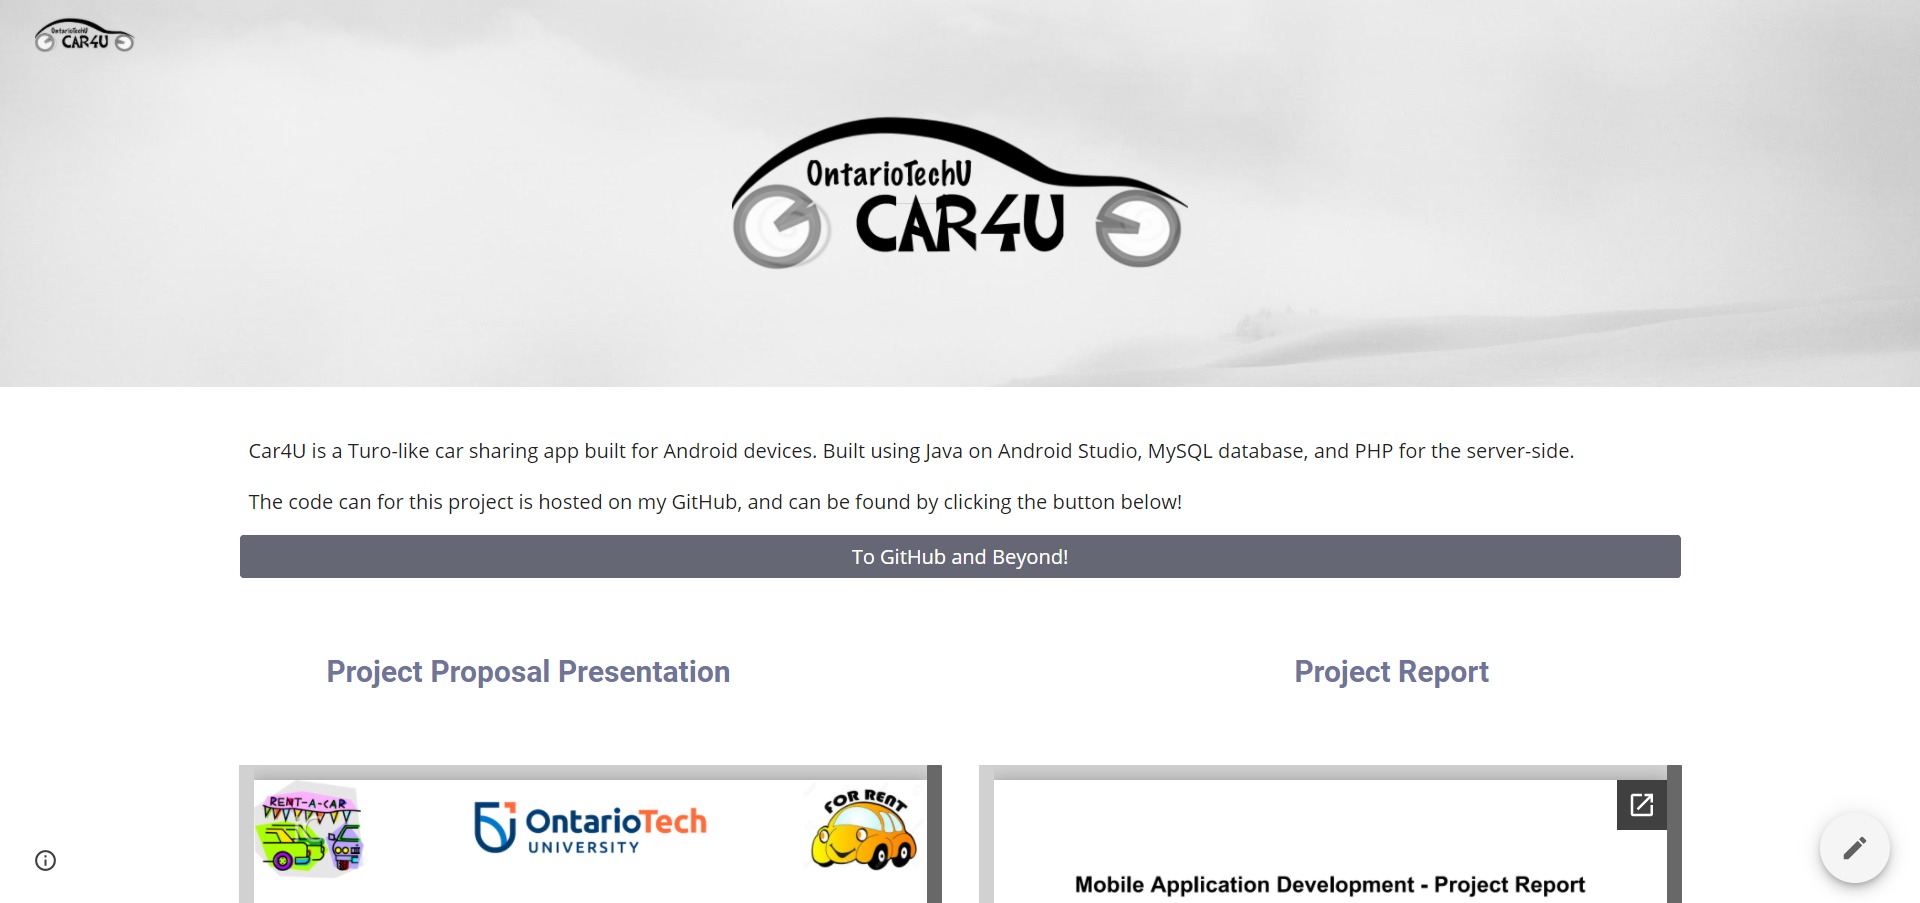 OntarioTechU
CAR4U
OntarioTechU
CAR4U
Car4U is a Turo-like car sharing app built for Android devices. Built using Java on Android Studio, MySQL database, and PHP for the server-side.
The code can for this project is hosted on my GitHub, and can be found by clicking the button below!
To GitHub and Beyond!
Project Proposal Presentation
Project Report
RENT-A-CAR
OntarioTech
UNIVERSITY
FOR RENT
Mobile Application Development - Project Report